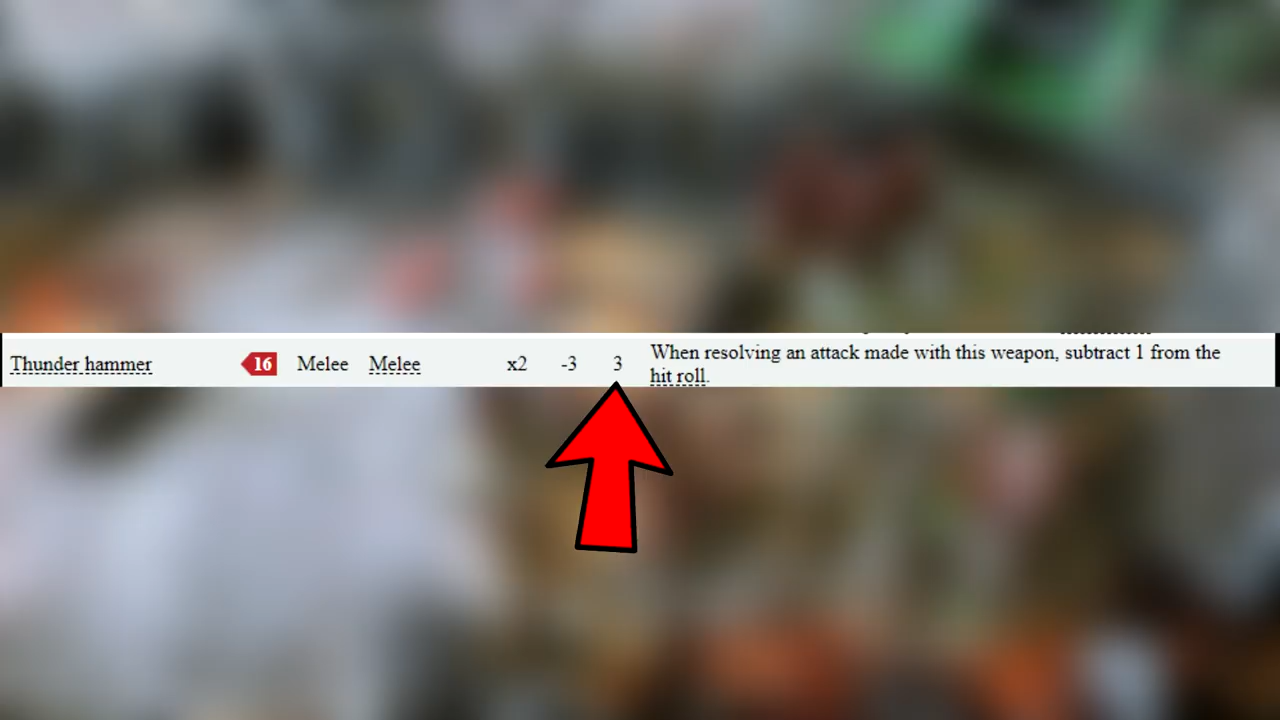 Thunder hammer 16 Melee Melee x2 -3 3 When resolving an attack made with this weapon, subtract 1 from the
hit roll.